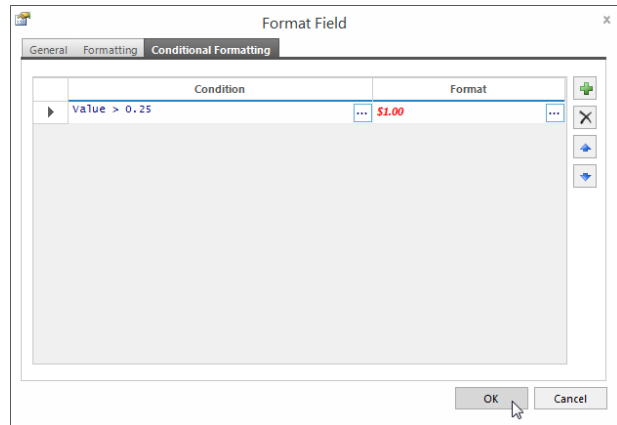 Format Field
x
General Formatting Conditional Formatting
Condition Format
Value > 0.25 ... $1.00 ...
OK Cancel